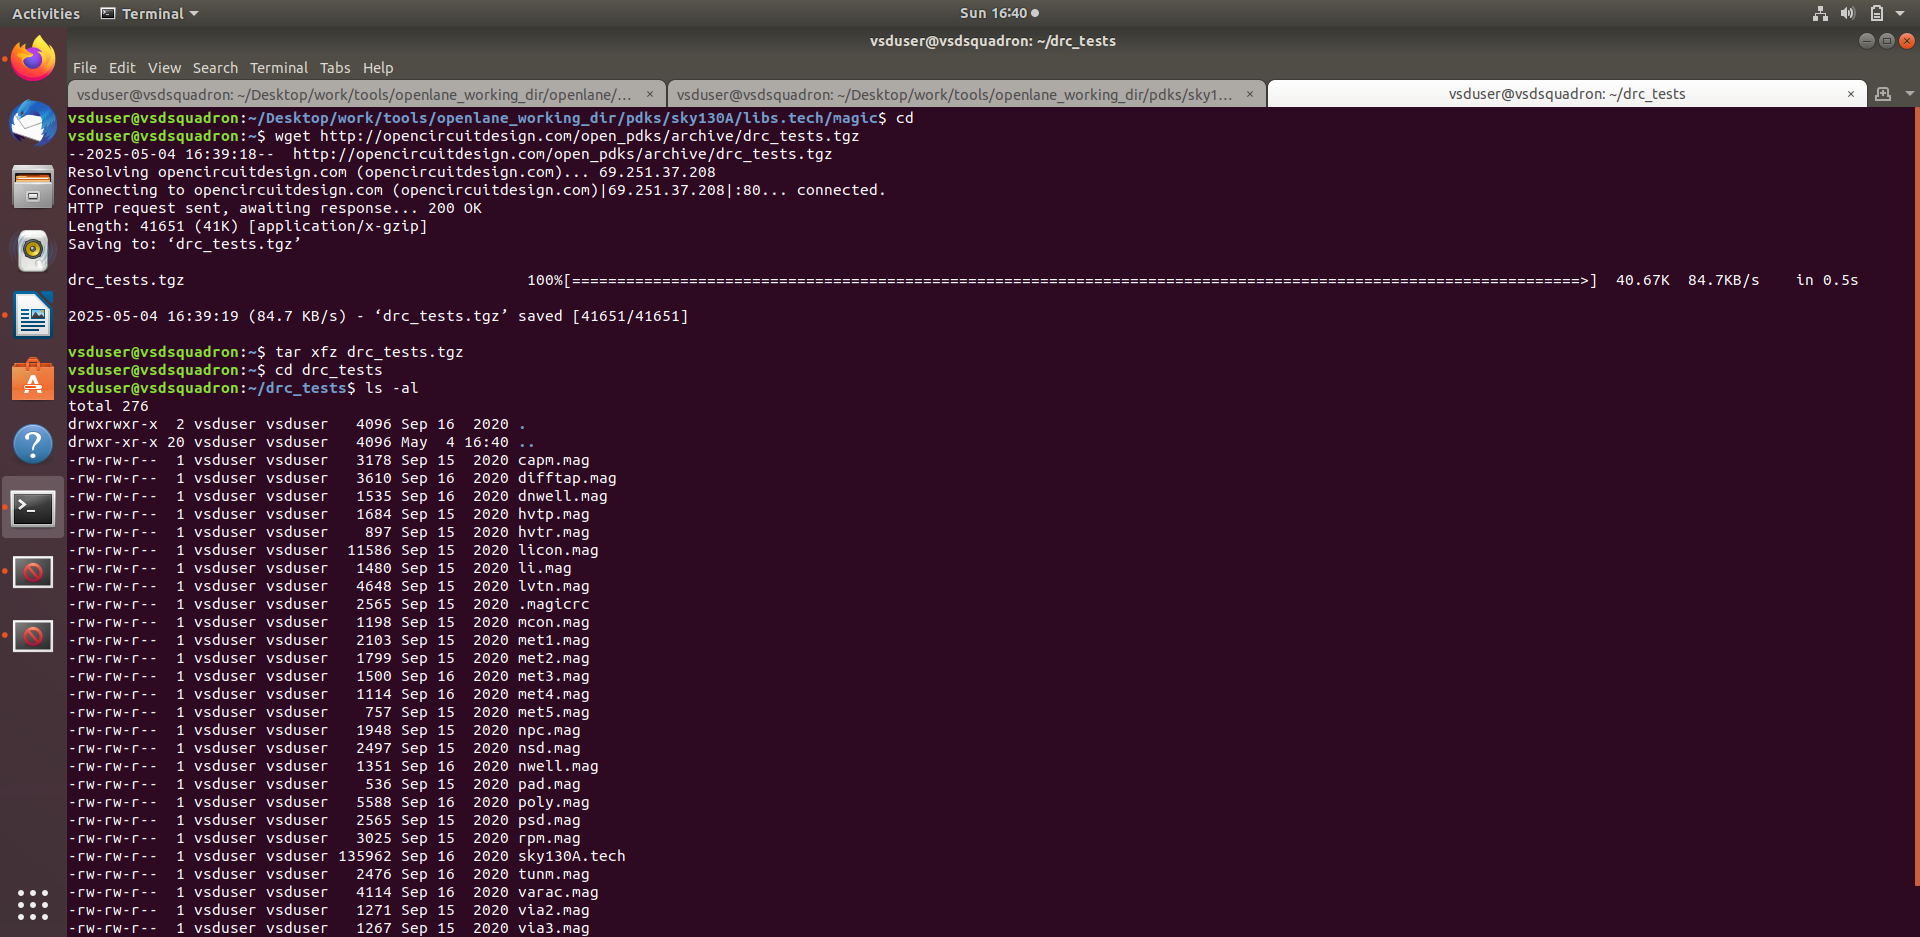 Activities Terminal Sun 16:40
vsduser@vsdsquadron: ~/drc_tests
File Edit View Search Terminal Tabs Help
vsduser@vsdsquadron: ~/Desktop/work/tools/openlane_working_dir/openlane/... × vsduser@vsdsquadron: ~/Desktop/work/tools/openlane_working_dir/pdks/sky1... × vsduser@vsdsquadron: ~/drc_tests ×
vsduser@vsdsquadron:~/Desktop/work/tools/openlane_working_dir/pdks/sky130A/libs.tech/magic$ cd
vsduser@vsdsquadron:~$ wget http://opencircuitdesign.com/open_pdks/archive/drc_tests.tgz
--2025-05-04 16:39:18--  http://opencircuitdesign.com/open_pdks/archive/drc_tests.tgz
Resolving opencircuitdesign.com (opencircuitdesign.com)... 69.251.37.208
Connecting to opencircuitdesign.com (opencircuitdesign.com)|69.251.37.208|:80... connected.
HTTP request sent, awaiting response... 200 OK
Length: 41651 (41K) [application/x-gzip]
Saving to: ‘drc_tests.tgz’
drc_tests.tgz 100%[================================================================================================================>] 40.67K 84.7KB/s in 0.5s
2025-05-04 16:39:19 (84.7 KB/s) - ‘drc_tests.tgz’ saved [41651/41651]
vsduser@vsdsquadron:~$ tar xfz drc_tests.tgz
vsduser@vsdsquadron:~$ cd drc_tests
vsduser@vsdsquadron:~/drc_tests$ ls -al
total 276
drwxrwxr-x  2 vsduser vsduser   4096 Sep 16  2020 .
drwxr-xr-x 20 vsduser vsduser   4096 May  4 16:40 ..
-rw-rw-r--  1 vsduser vsduser   3178 Sep 15  2020 capm.mag
-rw-rw-r--  1 vsduser vsduser   3610 Sep 16  2020 difftap.mag
-rw-rw-r--  1 vsduser vsduser   1535 Sep 16  2020 dnwell.mag
-rw-rw-r--  1 vsduser vsduser   1684 Sep 15  2020 hvtp.mag
-rw-rw-r--  1 vsduser vsduser    897 Sep 15  2020 hvtr.mag
-rw-rw-r--  1 vsduser vsduser  11586 Sep 15  2020 licon.mag
-rw-rw-r--  1 vsduser vsduser   1480 Sep 15  2020 li.mag
-rw-rw-r--  1 vsduser vsduser   4648 Sep 15  2020 lvtn.mag
-rw-rw-r--  1 vsduser vsduser   2565 Sep 15  2020 .magicrc
-rw-rw-r--  1 vsduser vsduser   1198 Sep 15  2020 mcon.mag
-rw-rw-r--  1 vsduser vsduser   2103 Sep 15  2020 met1.mag
-rw-rw-r--  1 vsduser vsduser   1799 Sep 15  2020 met2.mag
-rw-rw-r--  1 vsduser vsduser   1500 Sep 16  2020 met3.mag
-rw-rw-r--  1 vsduser vsduser   1114 Sep 16  2020 met4.mag
-rw-rw-r--  1 vsduser vsduser    757 Sep 15  2020 met5.mag
-rw-rw-r--  1 vsduser vsduser   1948 Sep 15  2020 npc.mag
-rw-rw-r--  1 vsduser vsduser   2497 Sep 15  2020 nsd.mag
-rw-rw-r--  1 vsduser vsduser   1351 Sep 16  2020 nwell.mag
-rw-rw-r--  1 vsduser vsduser    536 Sep 15  2020 pad.mag
-rw-rw-r--  1 vsduser vsduser   5588 Sep 16  2020 poly.mag
-rw-rw-r--  1 vsduser vsduser   2565 Sep 15  2020 psd.mag
-rw-rw-r--  1 vsduser vsduser   3025 Sep 15  2020 rpm.mag
-rw-rw-r--  1 vsduser vsduser 135962 Sep 16  2020 sky130A.tech
-rw-rw-r--  1 vsduser vsduser   2476 Sep 16  2020 tunm.mag
-rw-rw-r--  1 vsduser vsduser   4114 Sep 16  2020 varac.mag
-rw-rw-r--  1 vsduser vsduser   1271 Sep 15  2020 via2.mag
-rw-rw-r--  1 vsduser vsduser   1267 Sep 15  2020 via3.mag